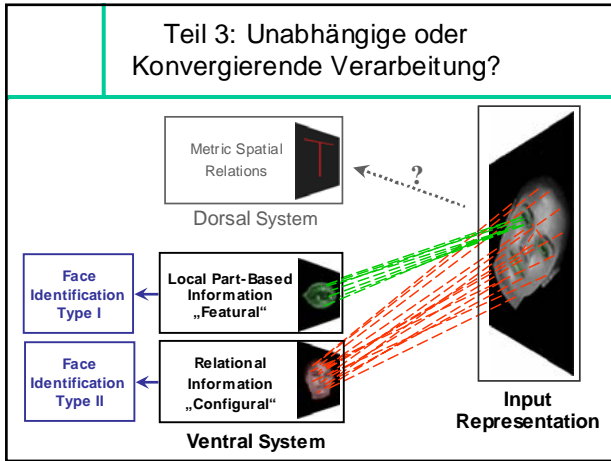 Teil 3: Unabhängige oder
Konvergierende Verarbeitung?
Metric Spatial
Relations
?
Dorsal System
Face
Identification
Type I
Local Part-Based
Information
„Featural“
Face
Identification
Type II
Relational
Information
„Configural“
Ventral System
Input
Representation